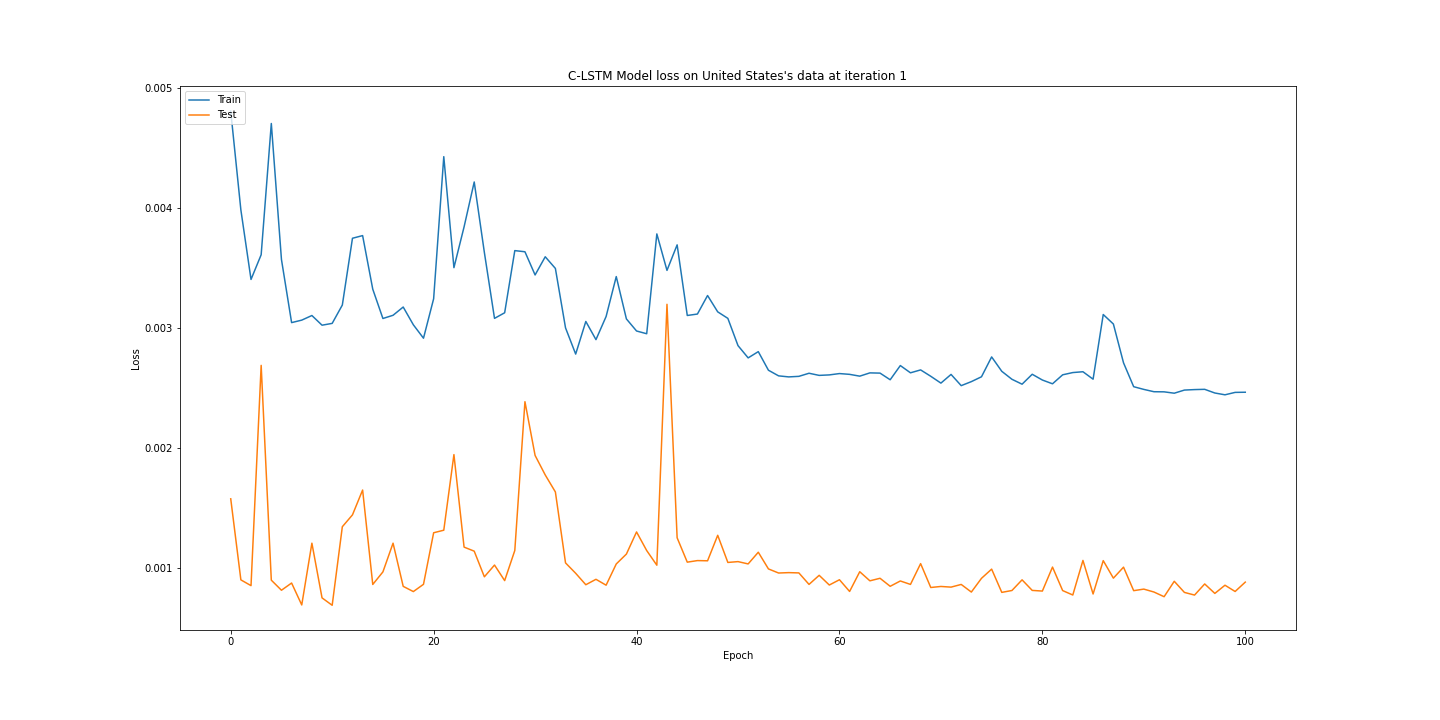 C-LSTM Model loss on United States's data at iteration 1
Train
Test
0.005
0.004
0.003
0.002
0.001
Loss
0 20 40 60 80 100
Epoch